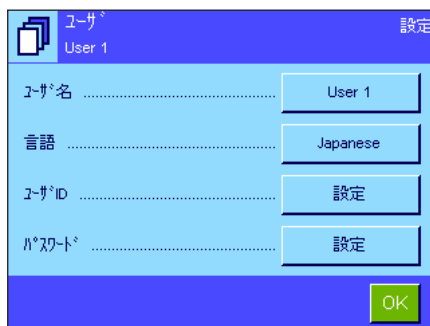 ﾕｰｻﾞ 設定
User 1
ﾕｰｻﾞ名 ................................................ User 1
言語 ................................................ Japanese
ﾕｰｻﾞID ................................................ 設定
ﾊﾟｽﾜｰﾄﾞ ................................................ 設定
OK